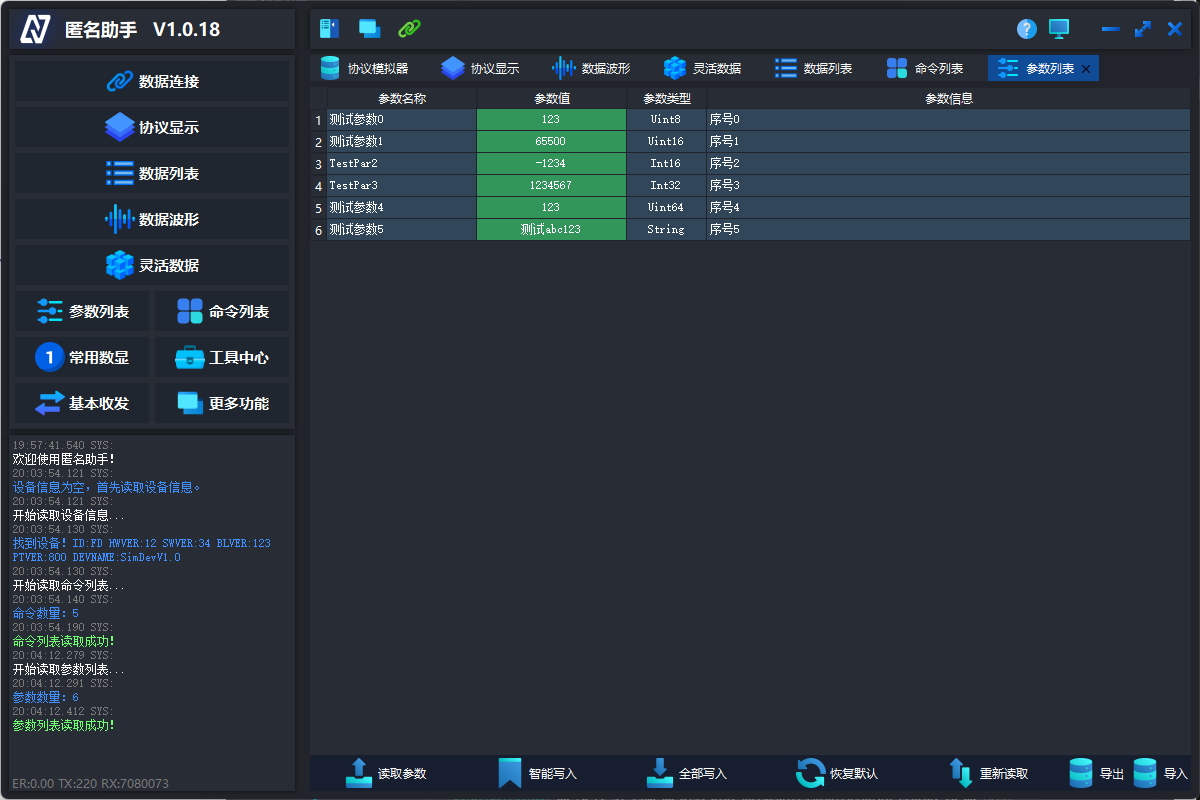 匿名助手 V1.0.18
数据连接
协议显示
数据列表
数据波形
灵活数据
参数列表 命令列表
1 常用数显 工具中心
基本收发 更多功能
19:57:41.540 SYS:
欢迎使用匿名助手!
20:03:54.121 SYS:
设备信息为空，首先读取设备信息。
20:03:54.121 SYS:
开始读取设备信息...
20:03:54.130 SYS:
找到设备! ID:FD HWVER:12 SWVER:34 BLVER:123
PTVER:800 DEVNAME:SimDevV1.0
20:03:54.130 SYS:
开始读取命令列表...
20:03:54.140 SYS:
命令数量: 5
20:03:54.190 SYS:
命令列表读取成功!
20:04:12.279 SYS:
开始读取参数列表...
20:04:12.291 SYS:
参数数量: 6
20:04:12.412 SYS:
参数列表读取成功!
ER:0.00 TX:220 RX:7080073
?
协议模拟器 协议显示 数据波形 灵活数据 数据列表 命令列表 参数列表
参数名称 参数值 参数类型 参数信息
1 测试参数0 123 Uint8 序号0
2 测试参数1 65500 Uint16 序号1
3 TestPar2 -1234 Int16 序号2
4 TestPar3 1234567 Int32 序号3
5 测试参数4 123 Uint64 序号4
6 测试参数5 测试abc123 String 序号5
读取参数 智能写入 全部写入 恢复默认 重新读取 导出 导入